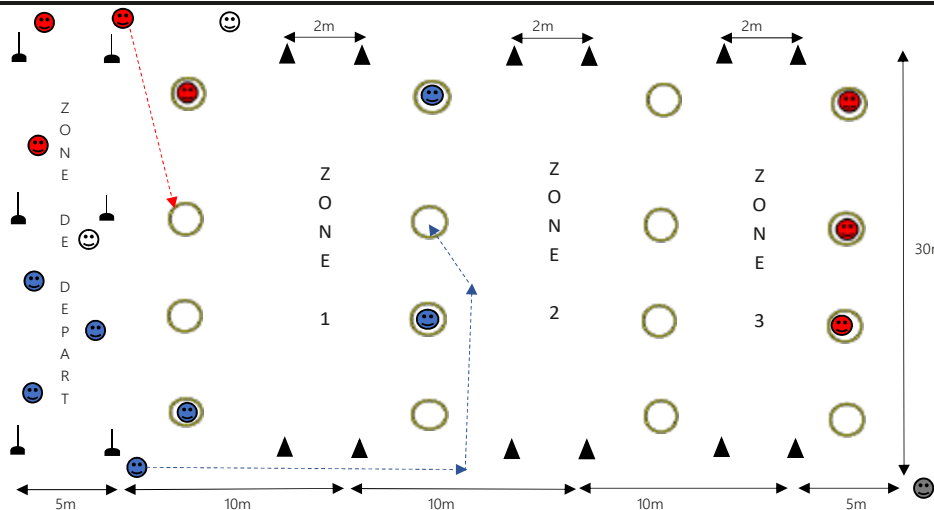 2m
2m
2m
ZONE DE DEPART
ZONE 1
ZONE 2
ZONE 3
30m
5m
10m
10m
10m
5m